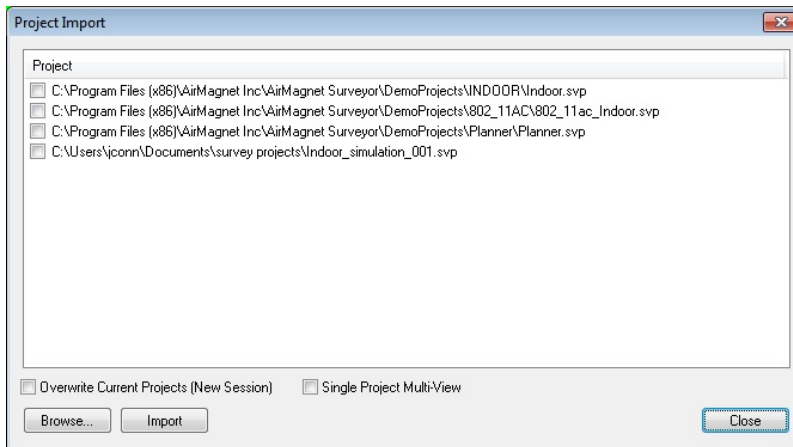 Project Import
Project
C:\Program Files (x86)\AirMagnet Inc\AirMagnet Surveyor\DemoProjects\INDOOR\Indoor.svp
C:\Program Files (x86)\AirMagnet Inc\AirMagnet Surveyor\DemoProjects\802_11AC\802_11ac_Indoor.svp
C:\Program Files (x86)\AirMagnet Inc\AirMagnet Surveyor\DemoProjects\Planner\Planner.svp
C:\Users\jconn\Documents\survey projects\Indoor_simulation_001.svp
Overwrite Current Projects (New Session) Single Project Multi-View
Browse... Import Close